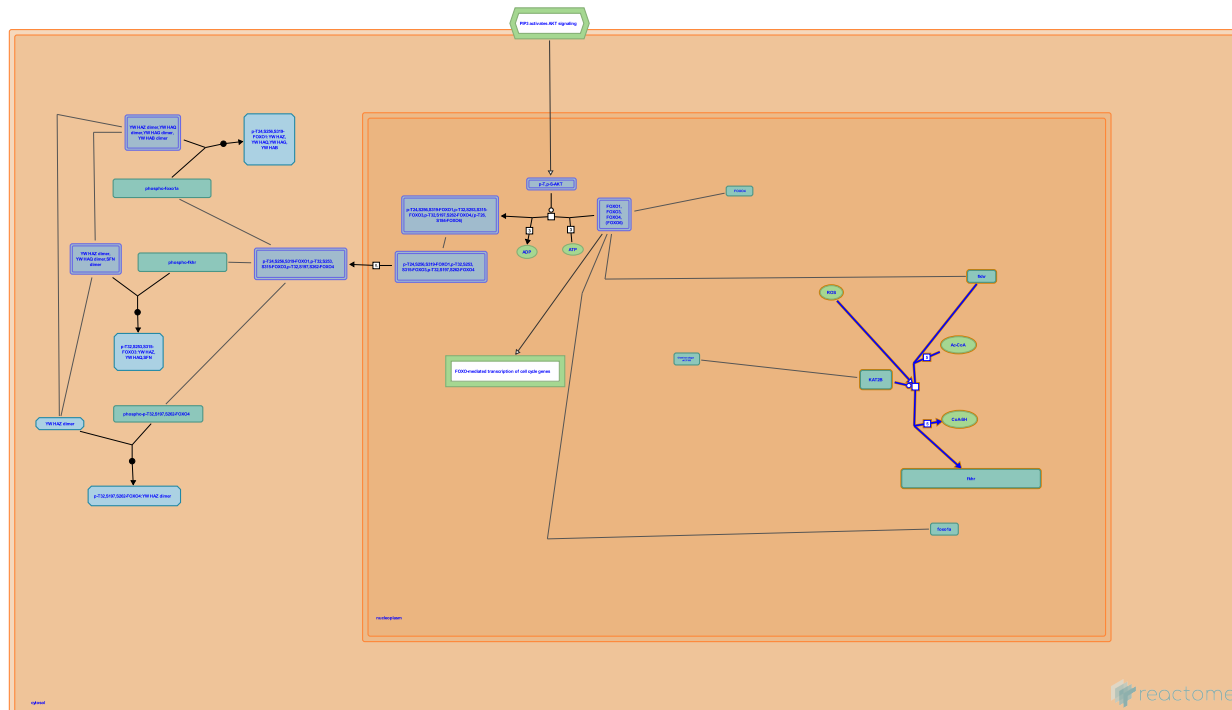 PIP3 activates AKT signaling
YWHAZ dimer,YWHAQ
dimer,YWHAG dimer,
YWHAB dimer
p-T24,S256,S319-
FOXO1:YWHAZ,
YWHAQ,YWHAG,
YWHAB
phospho-foxo1a
YWHAZ dimer,
YWHAQ dimer,SFN
dimer
phospho-fkhr
p-T24,S256,S319-FOXO1,p-T32,S253,
S315-FOXO3,p-T32,S197,S262-FOXO4
p-T24,S256,S319-FOXO1,p-T32,S253,S315-
FOXO3,p-T32,S197,S262-FOXO4,(p-T26,
S184-FOXO6)
p-T24,S256,S319-FOXO1,p-T32,S253,
S315-FOXO3,p-T32,S197,S262-FOXO4
p-T,p-S-AKT
FOXO1,
FOXO3,
FOXO4,
(FOXO6)
ADP
ATP
fkhr
ROS
Ac-CoA
KAT2B
CoA-SH
fkhr
foxo1a
FOXO-mediated transcription of cell cycle genes
p-T32,S253,S315-
FOXO3:YWHAZ,
YWHAQ,SFN
phospho-p-T32,S197,S262-FOXO4
YWHAZ dimer
p-T32,S197,S262-FOXO4:YWHAZ dimer
nucleoplasm
cytosol
reactome